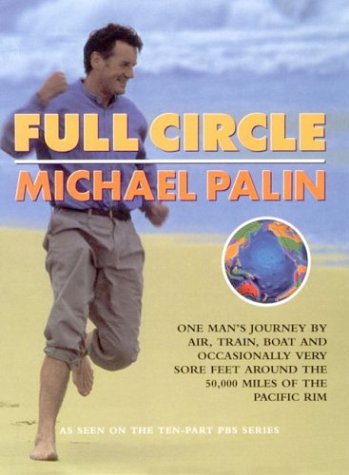 FULL CIRCLE
MICHAEL PALIN
ONE MAN'S JOURNEY BY
AIR, TRAIN, BOAT AND
OCCASIONALLY VERY
SORE FEET AROUND THE
50,000 MILES OF THE
PACIFIC RIM
AS SEEN ON THE TEN-PART PBS SERIES